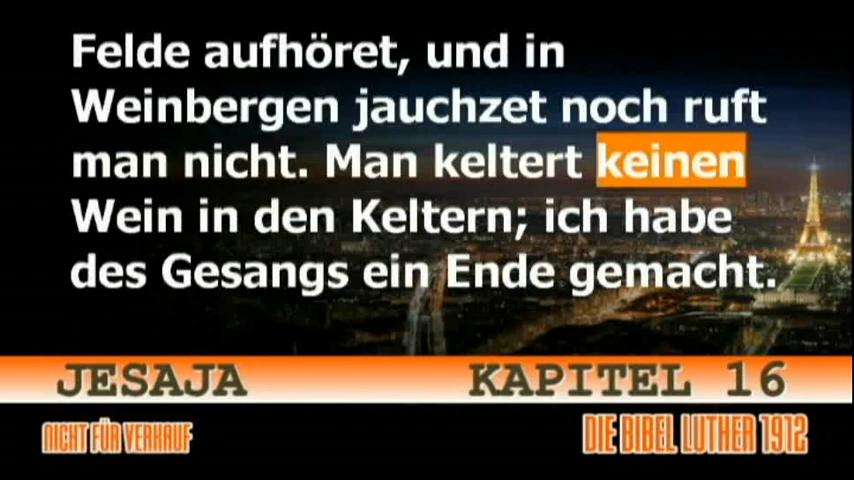 Felde aufhöret, und in
Weinbergen jauchzet noch ruft
man nicht. Man keltert keinen
Wein in den Keltern; ich habe
des Gesangs ein Ende gemacht.
JESAJA KAPITEL 16
NICHT FÜR VERKAUF DIE BIBEL LUTHER 1912